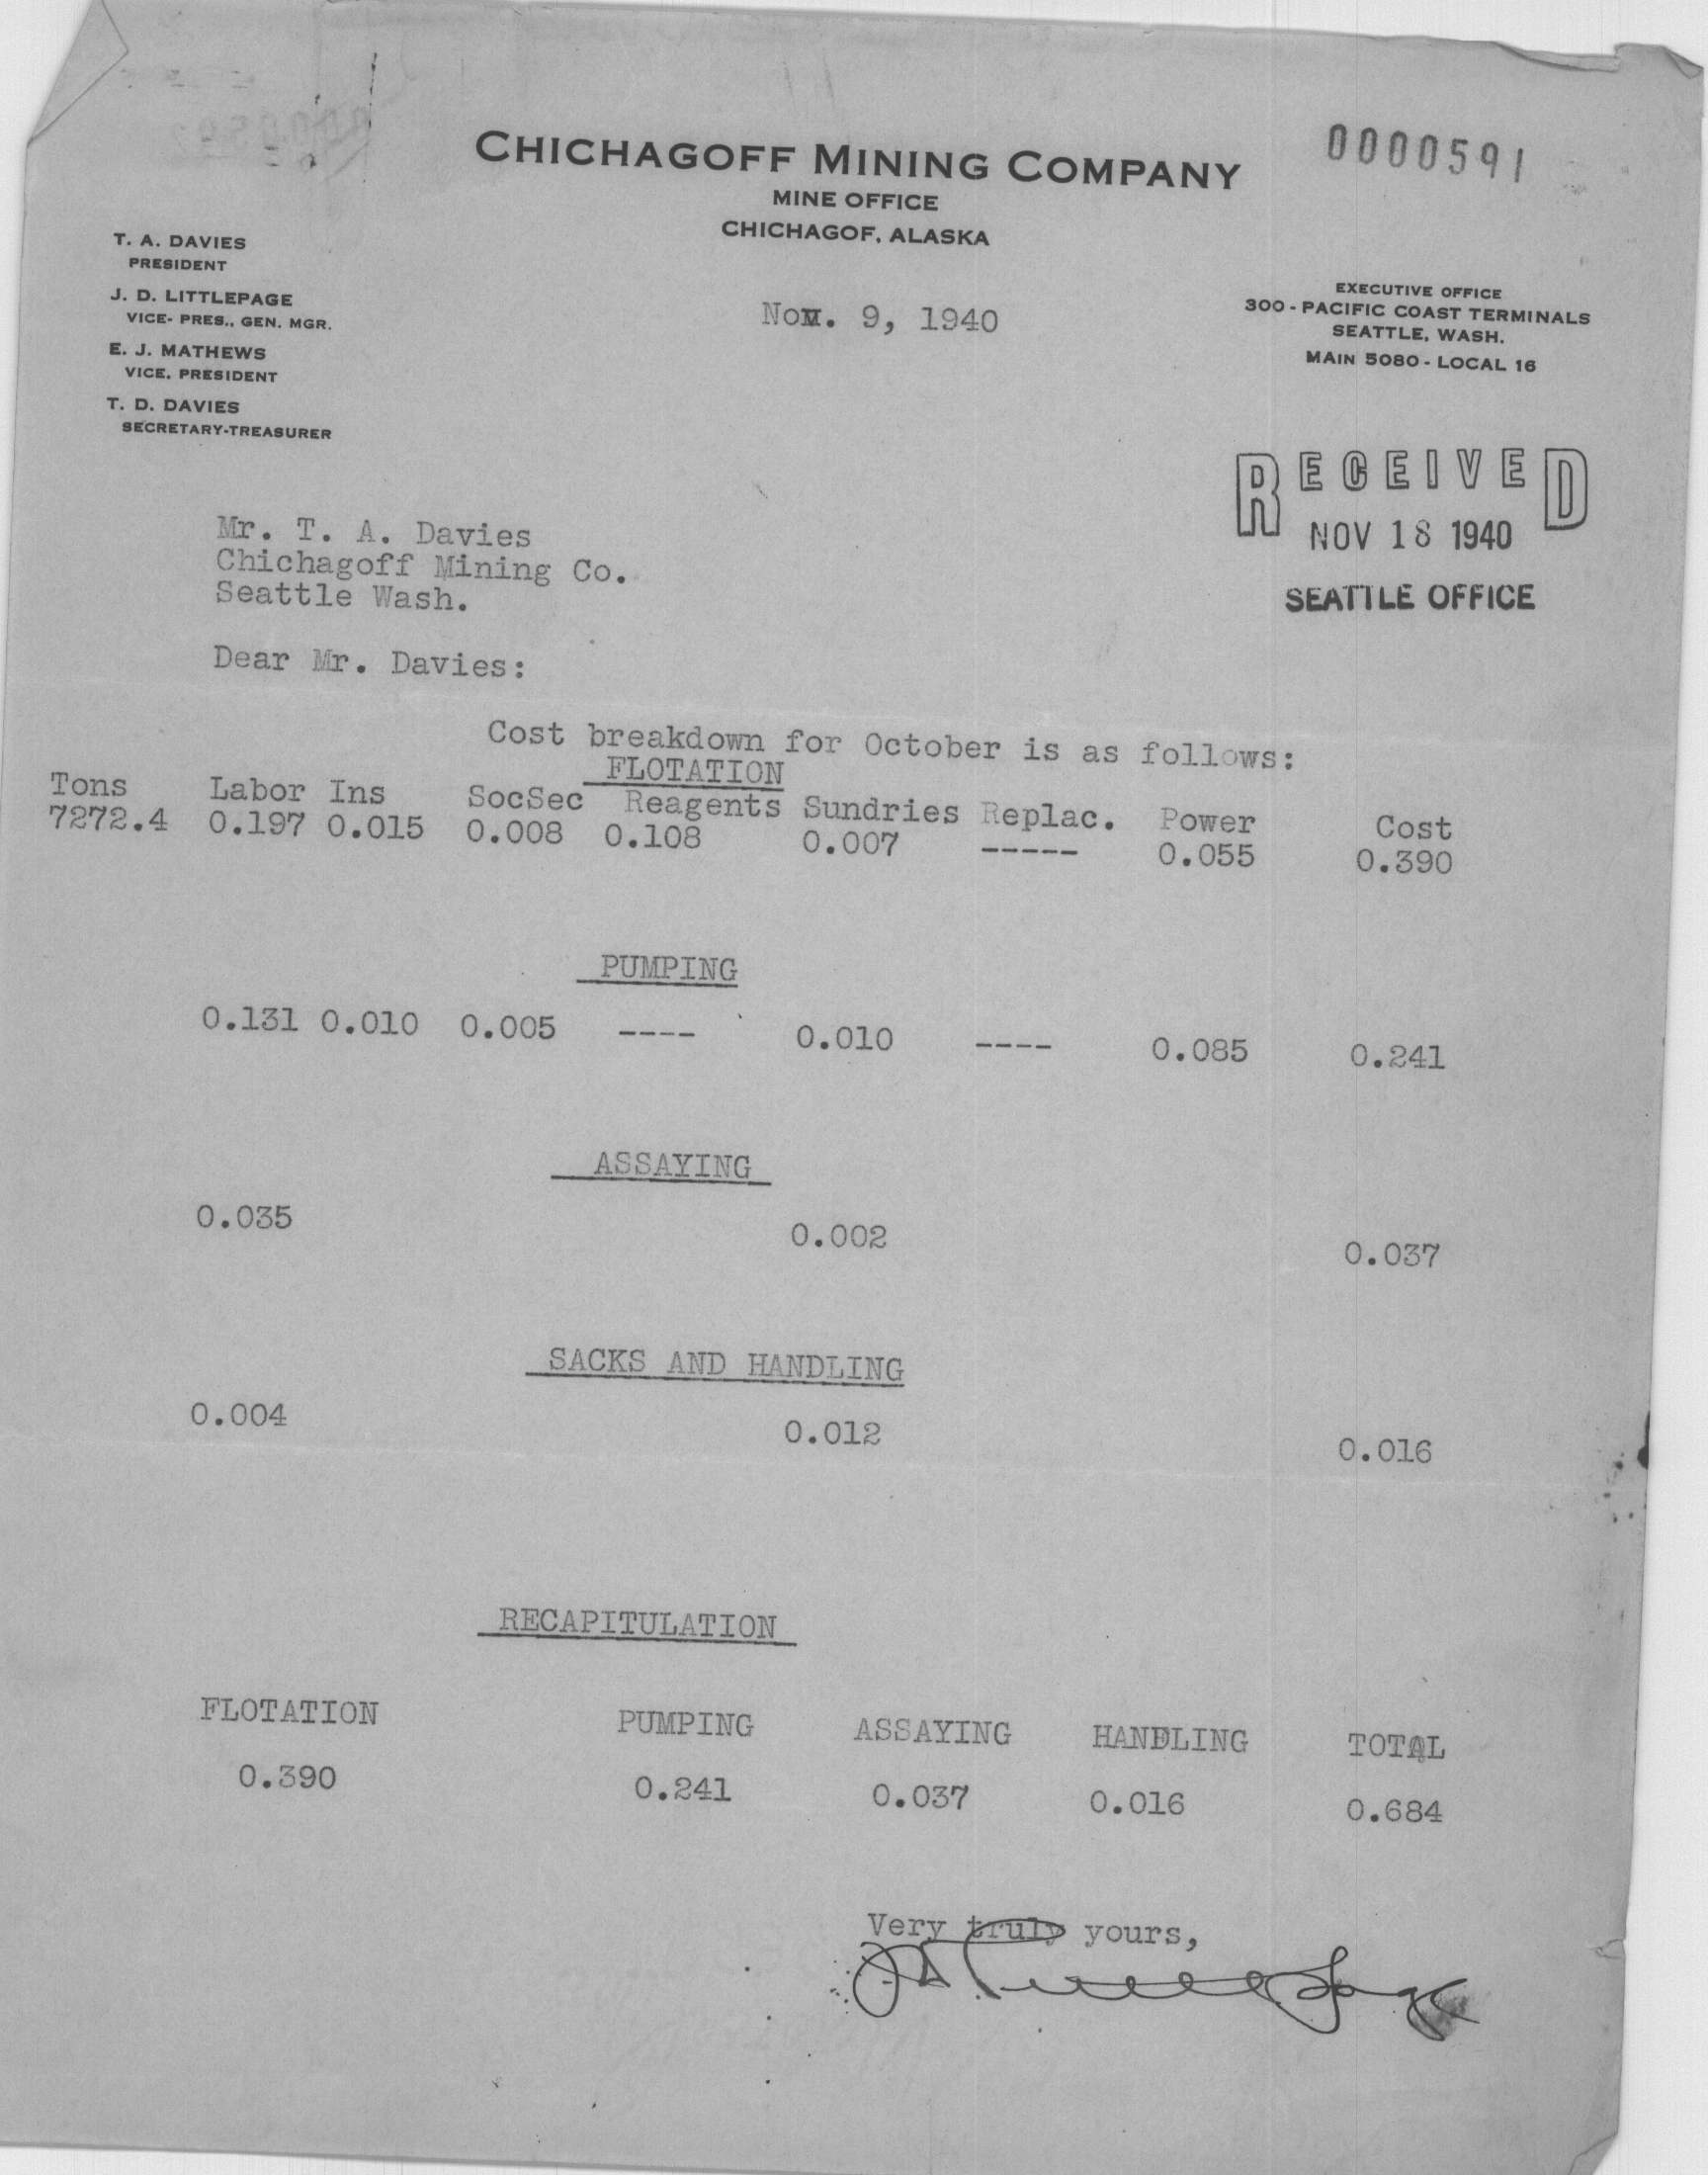 0000591
CHICHAGOFF MINING COMPANY
MINE OFFICE
CHICHAGOF, ALASKA
T. A. DAVIES
PRESIDENT
J. D. LITTLEPAGE
VICE- PRES., GEN. MGR.
E. J. MATHEWS
VICE. PRESIDENT
T. D. DAVIES
SECRETARY-TREASURER
EXECUTIVE OFFICE
300 - PACIFIC COAST TERMINALS
SEATTLE, WASH.
MAIN 5080 - LOCAL 16
Nov. 9, 1940
RECEIVED
NOV 18 1940
SEATTLE OFFICE
Mr. T. A. Davies
Chichagoff Mining Co.
Seattle Wash.
Dear Mr. Davies:
Cost breakdown for October is as follows:
FLOTATION
Tons Labor Ins SocSec Reagents Sundries Replac. Power Cost
7272.4 0.197 0.015 0.008 0.108 0.007 ----- 0.055 0.390
PUMPING
0.131 0.010 0.005 ---- 0.010 ---- 0.085 0.241
ASSAYING
0.035 0.002 0.037
SACKS AND HANDLING
0.004 0.012 0.016
RECAPITULATION
FLOTATION PUMPING ASSAYING HANDLING TOTAL
0.390 0.241 0.037 0.016 0.684
Very truly yours,
J D Littlepage